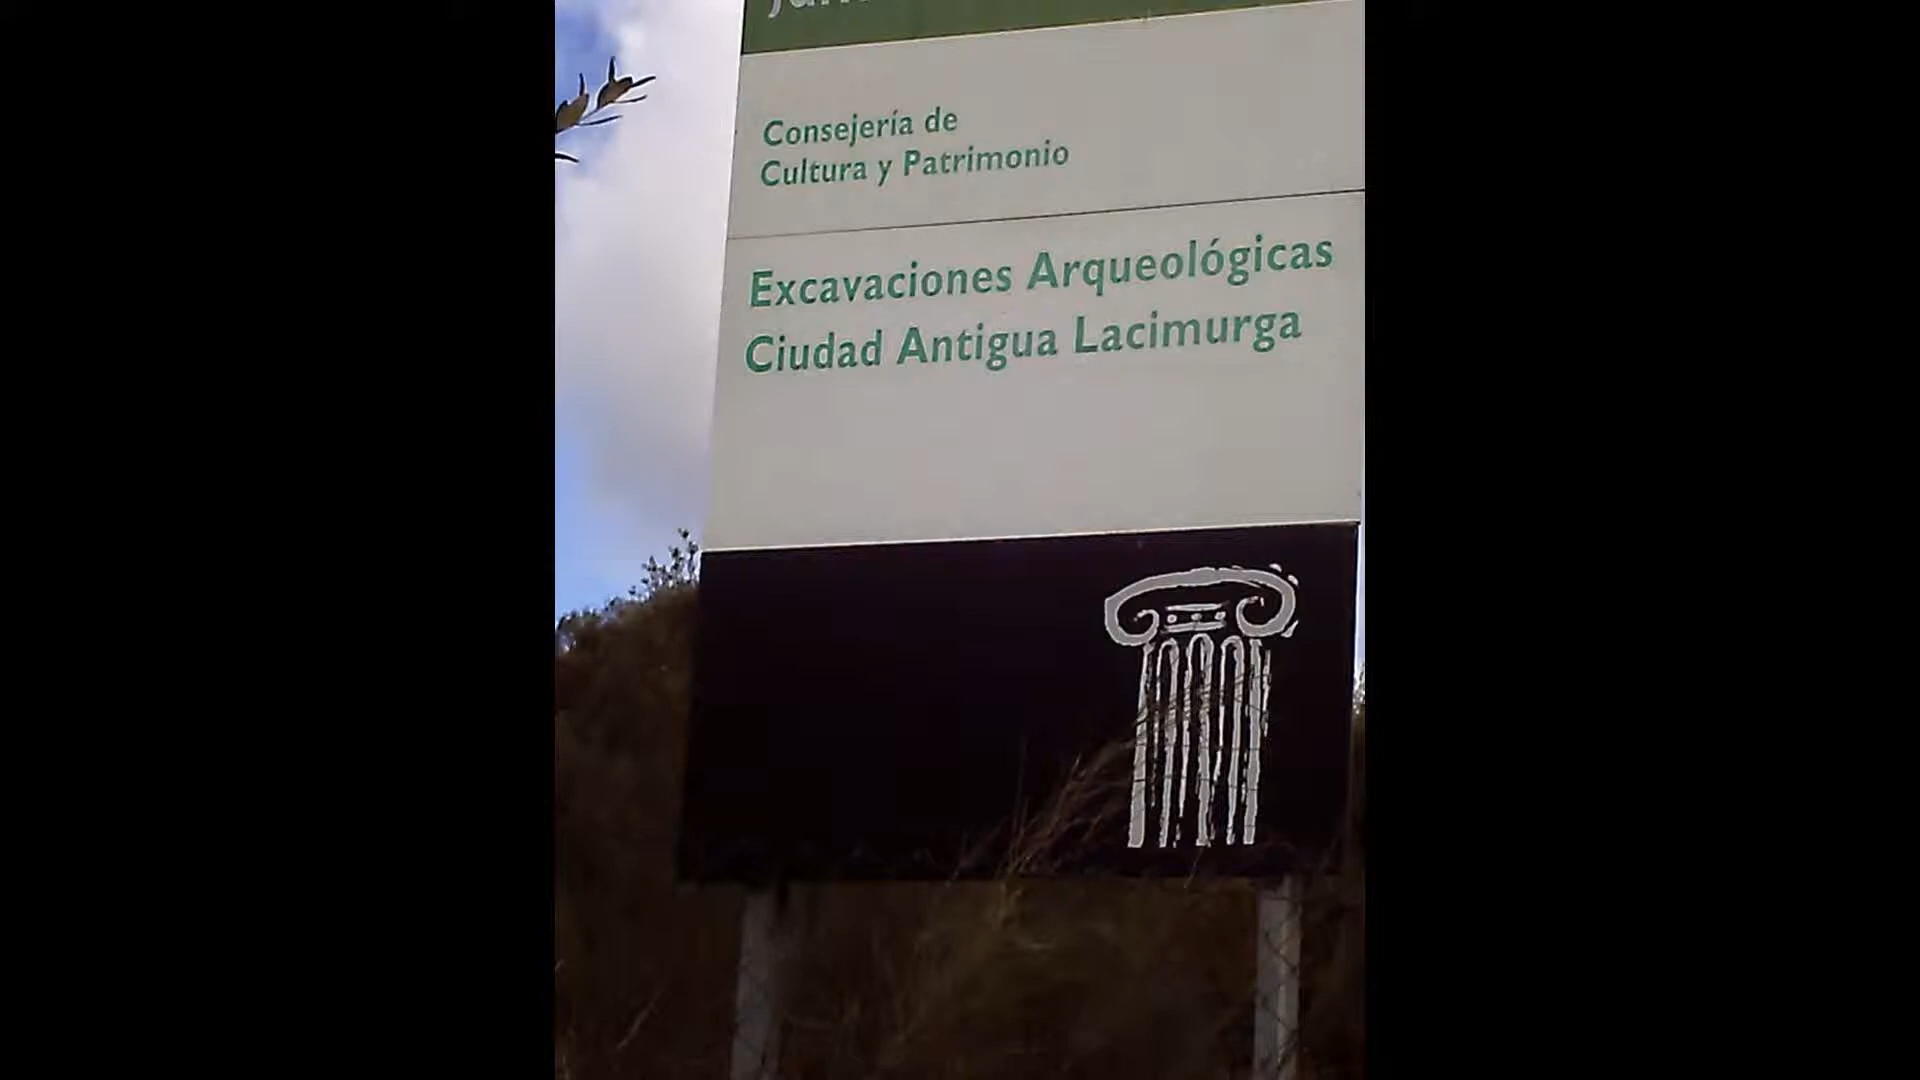 Consejería de
Cultura y Patrimonio
Excavaciones Arqueológicas
Ciudad Antigua Lacimurga